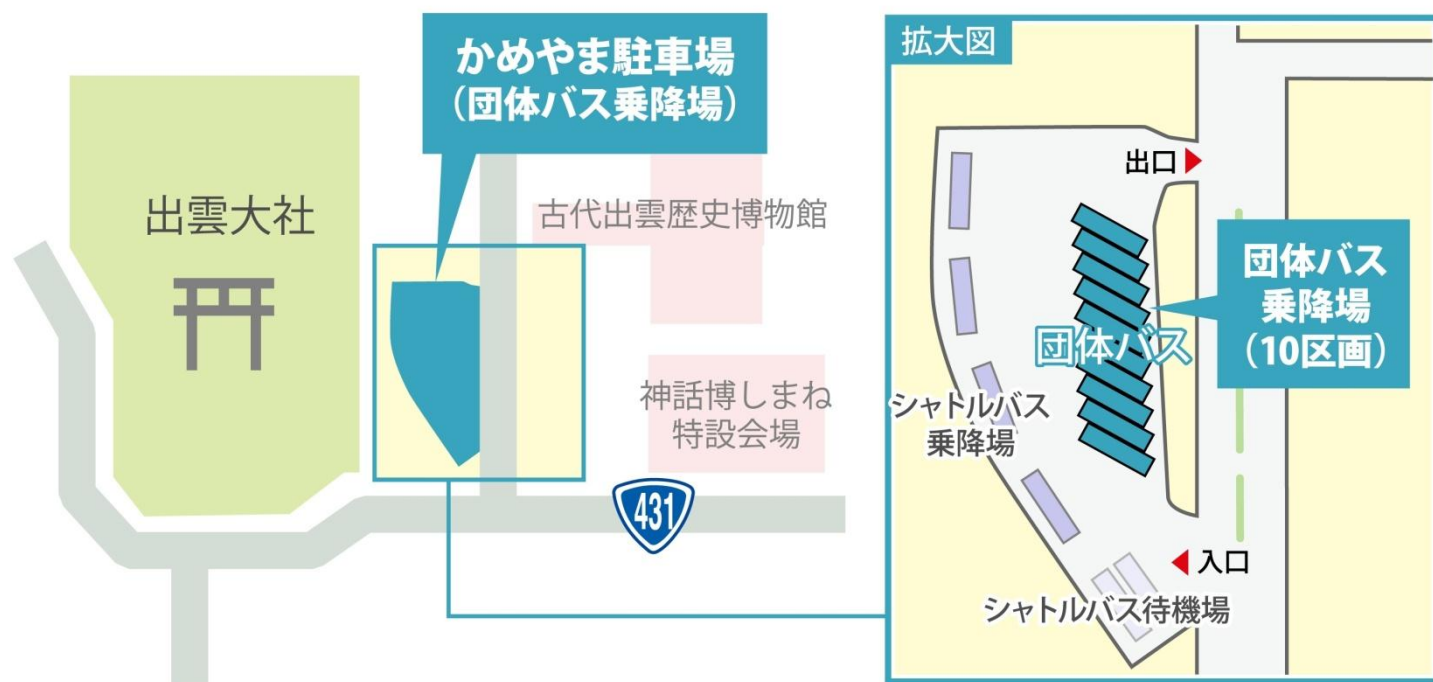 かめやま駐車場
（団体バス乗降場）
出雲大社
古代出雲歴史博物館
神話博しまね
特設会場
431
拡大図
出口
団体バス
乗降場
（10区画）
団体バス
シャトルバス
乗降場
入口
シャトルバス待機場